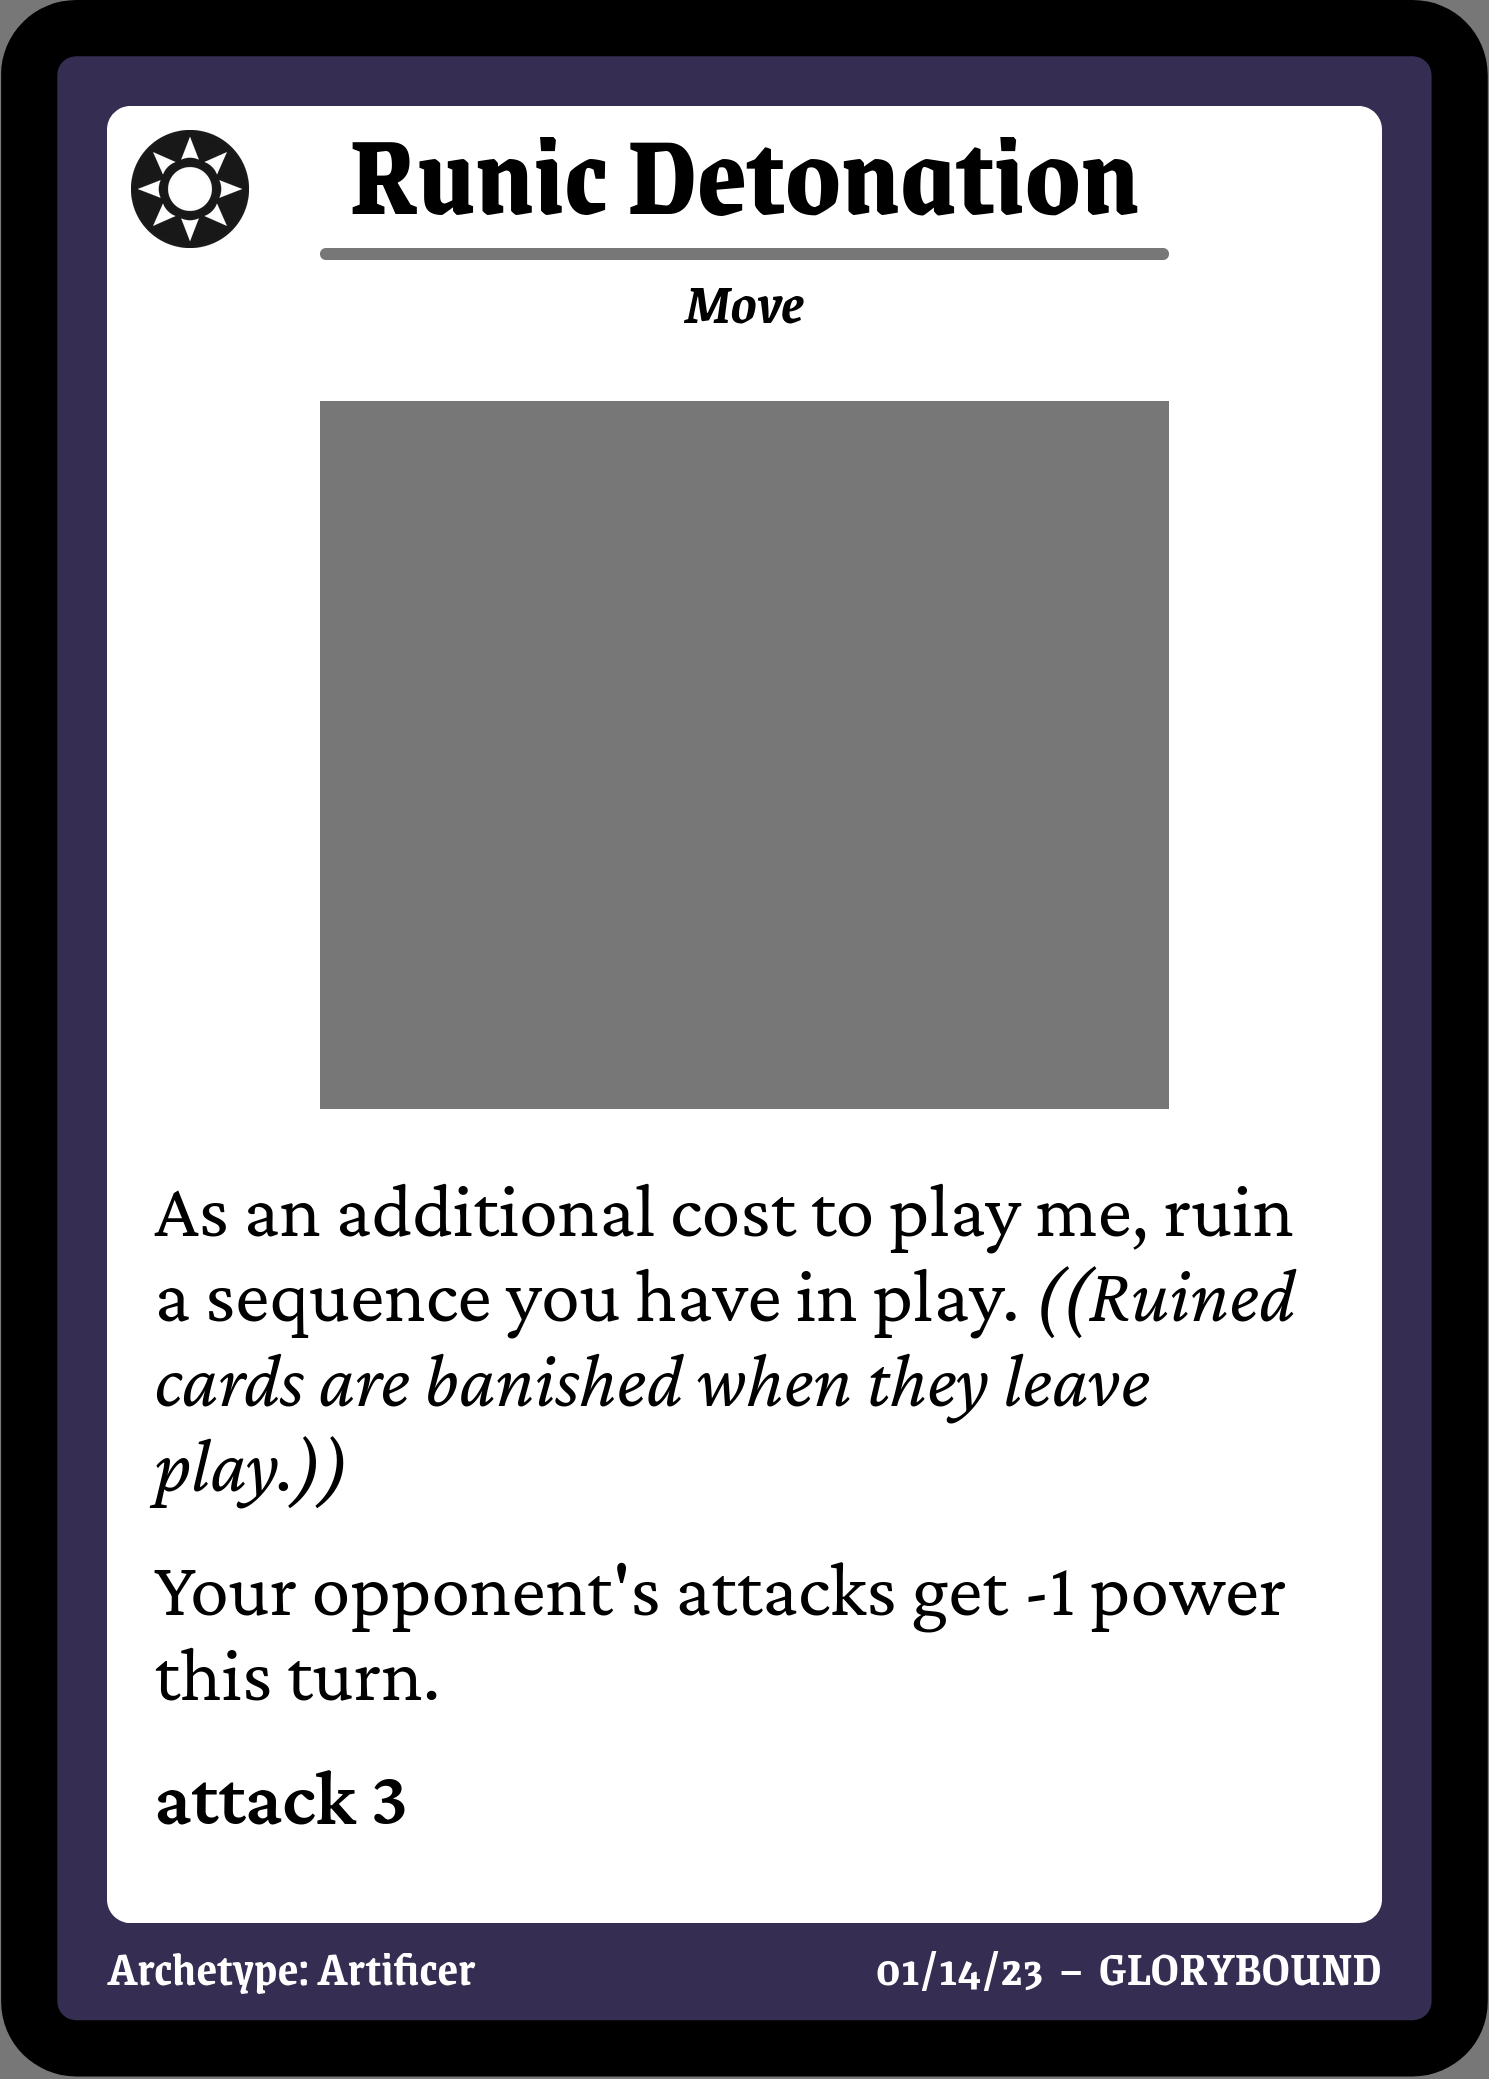 Runic Detonation
Move
As an additional cost to play me, ruin
a sequence you have in play. ((Ruined
cards are banished when they leave
play.))
Your opponent's attacks get -1 power
this turn.
attack 3
Archetype: Artificer
01/14/23 – GLORYBOUND